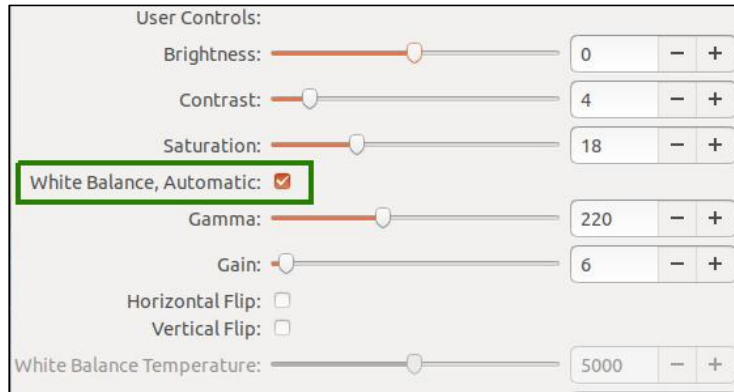 User Controls:
Brightness: 0 − +
Contrast: 4 − +
Saturation: 18 − +
White Balance, Automatic:
Gamma: 220 − +
Gain: 6 − +
Horizontal Flip:
Vertical Flip:
White Balance Temperature: 5000 − +